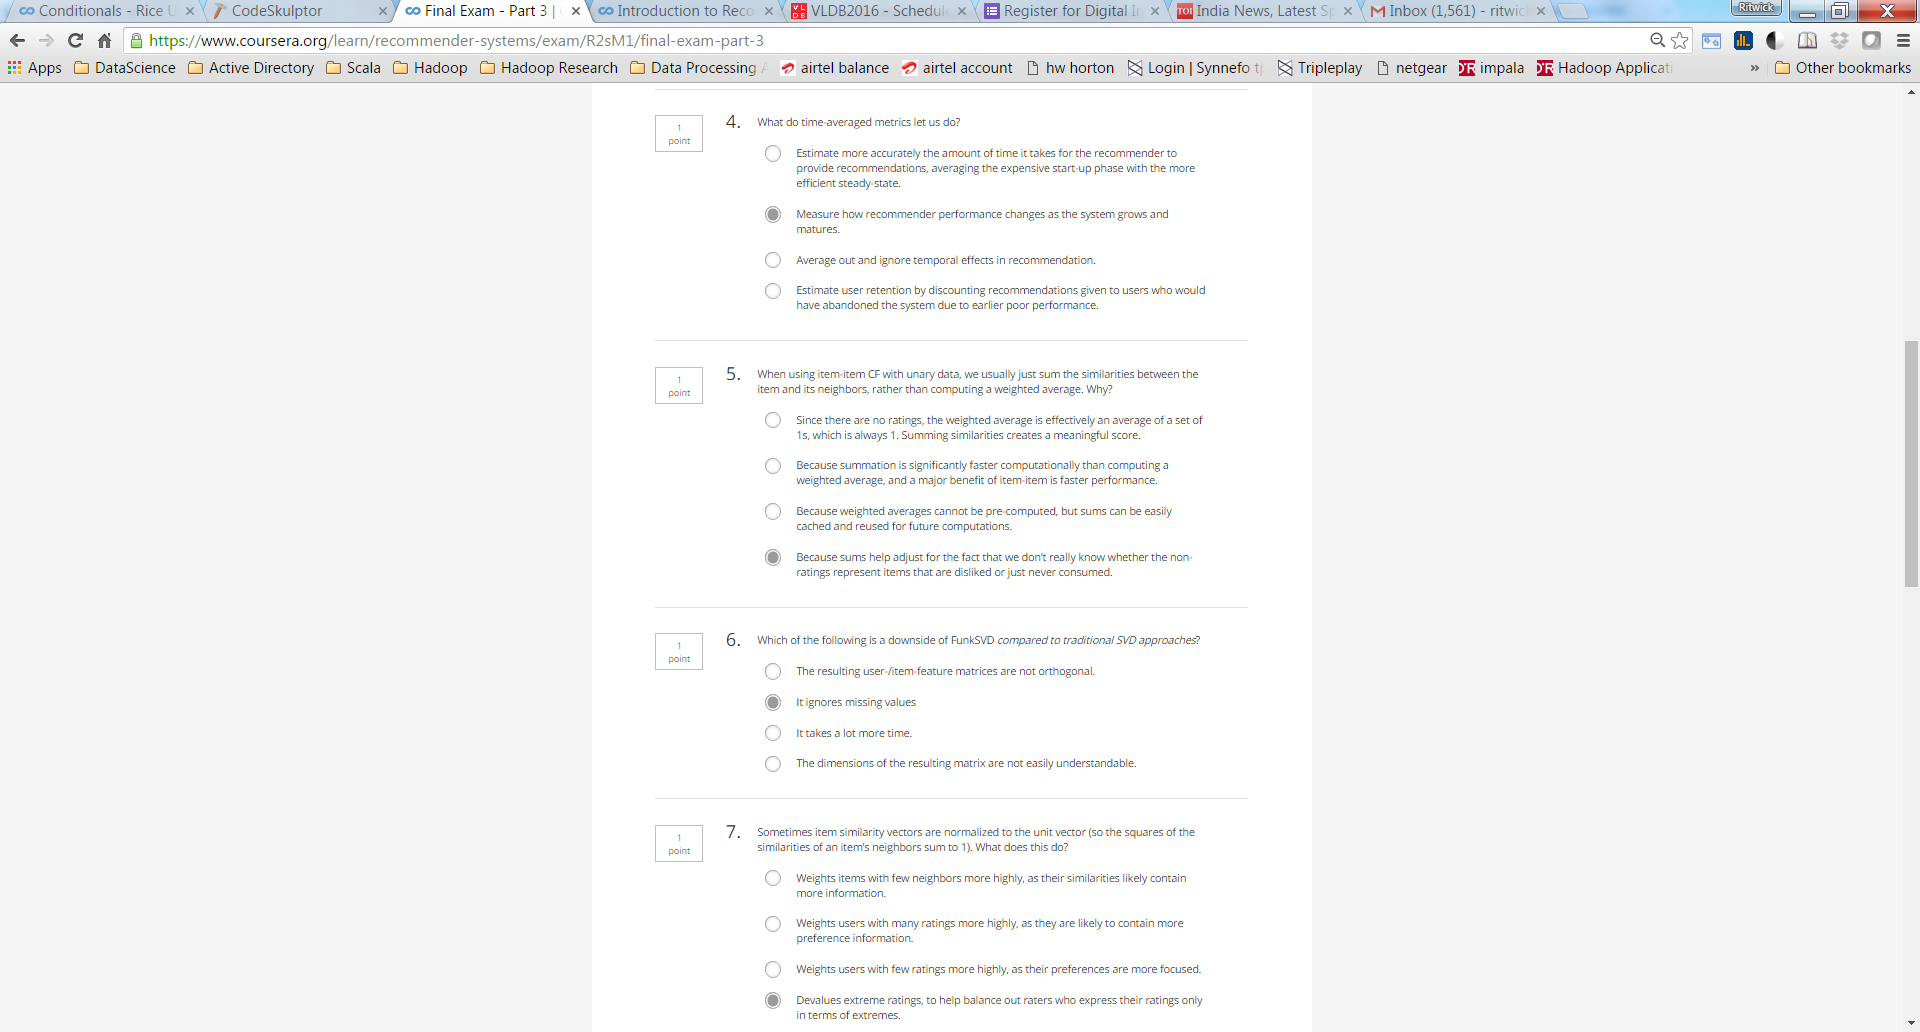 Conditionals - Rice U
CodeSkulptor
Final Exam - Part 3 |
Introduction to Reco
VLDB2016 - Schedul
Register for Digital I
India News, Latest Sp
Inbox (1,561) - ritwic
Ritwick
https://www.coursera.org/learn/recommender-systems/exam/R2sM1/final-exam-part-3
Apps
DataScience
Active Directory
Scala
Hadoop
Hadoop Research
Data Processing
airtel balance
airtel account
hw horton
Login | Synnefo
Tripleplay
netgear
impala
Hadoop Applicati
» Other bookmarks
1
point
4. What do time-averaged metrics let us do?
Estimate more accurately the amount of time it takes for the recommender to
provide recommendations, averaging the expensive start-up phase with the more
efficient steady-state.
Measure how recommender performance changes as the system grows and
matures.
Average out and ignore temporal effects in recommendation.
Estimate user retention by discounting recommendations given to users who would
have abandoned the system due to earlier poor performance.
1
point
5. When using item-item CF with unary data, we usually just sum the similarities between the
item and its neighbors, rather than computing a weighted average. Why?
Since there are no ratings, the weighted average is effectively an average of a set of
1s, which is always 1. Summing similarities creates a meaningful score.
Because summation is significantly faster computationally than computing a
weighted average, and a major benefit of item-item is faster performance.
Because weighted averages cannot be pre-computed, but sums can be easily
cached and reused for future computations.
Because sums help adjust for the fact that we don't really know whether the non-
ratings represent items that are disliked or just never consumed.
1
point
6. Which of the following is a downside of FunkSVD compared to traditional SVD approaches?
The resulting user-/item-feature matrices are not orthogonal.
It ignores missing values
It takes a lot more time.
The dimensions of the resulting matrix are not easily understandable.
1
point
7. Sometimes item similarity vectors are normalized to the unit vector (so the squares of the
similarities of an item's neighbors sum to 1). What does this do?
Weights items with few neighbors more highly, as their similarities likely contain
more information.
Weights users with many ratings more highly, as they are likely to contain more
preference information.
Weights users with few ratings more highly, as their preferences are more focused.
Devalues extreme ratings, to help balance out raters who express their ratings only
in terms of extremes.